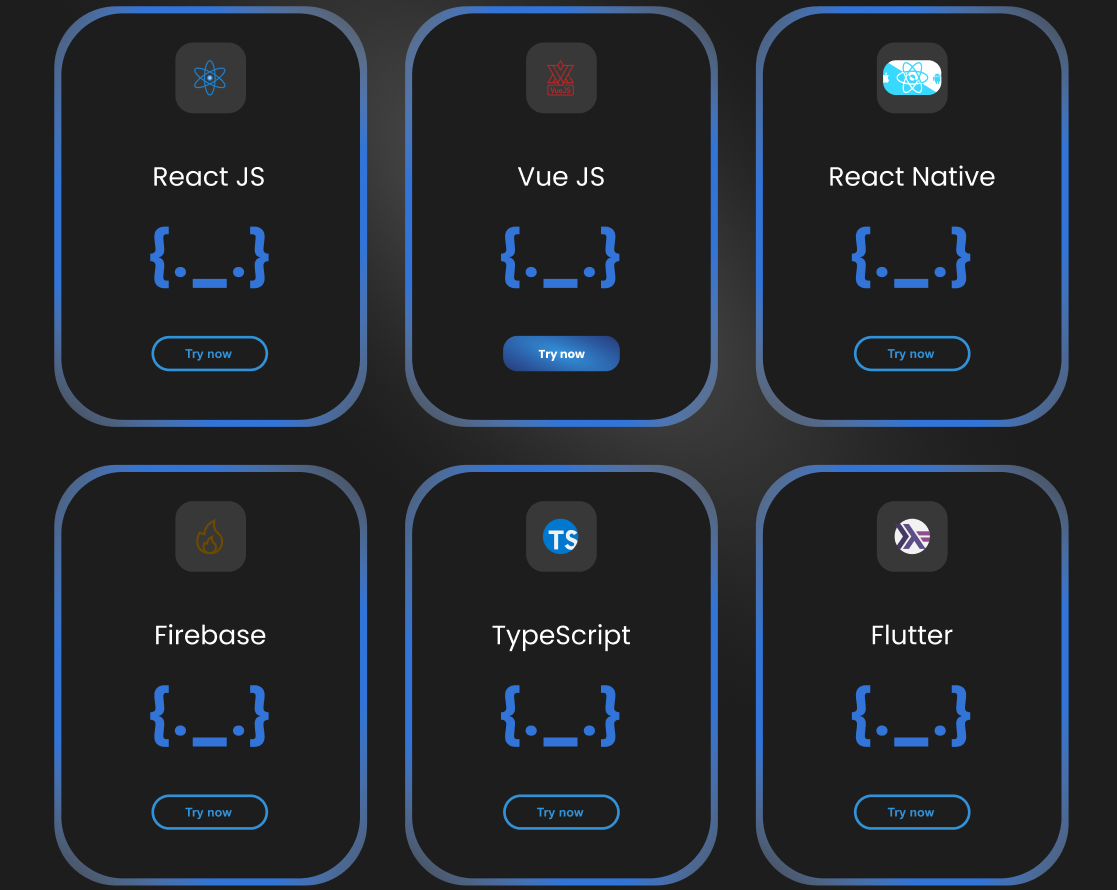 VueJS
React JS
Vue JS
React Native
{._.}
{._.}
{._.}
Try now
Try now
Try now
TS
Firebase
TypeScript
Flutter
{._.}
{._.}
{._.}
Try now
Try now
Try now